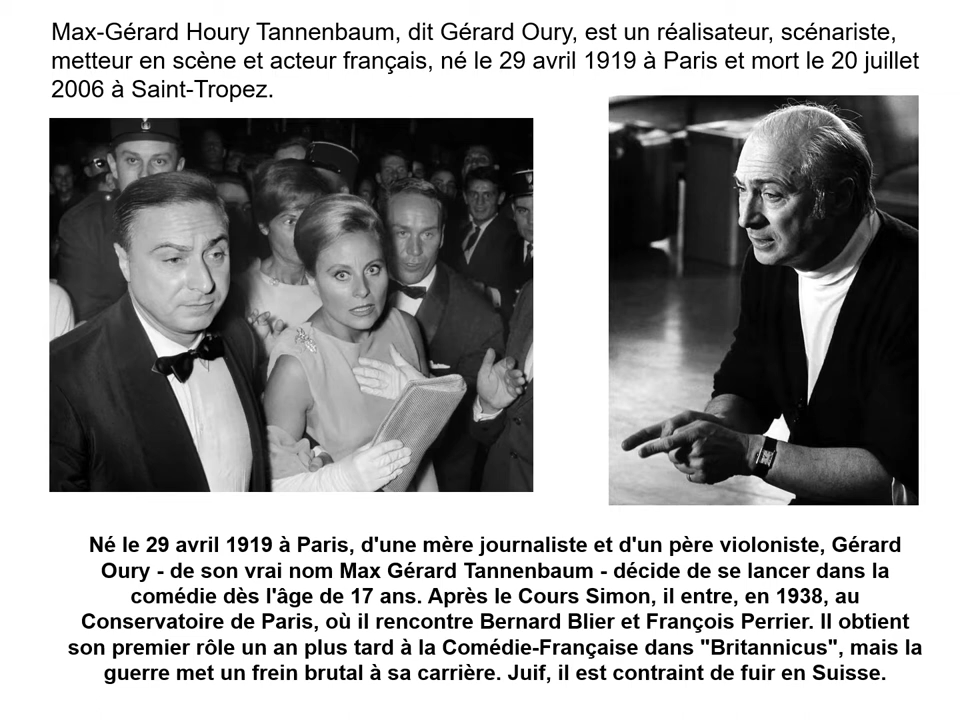 Max-Gérard Houry Tannenbaum, dit Gérard Oury, est un réalisateur, scénariste,
metteur en scène et acteur français, né le 29 avril 1919 à Paris et mort le 20 juillet
2006 à Saint-Tropez.
Né le 29 avril 1919 à Paris, d'une mère journaliste et d'un père violoniste, Gérard
Oury - de son vrai nom Max Gérard Tannenbaum - décide de se lancer dans la
comédie dès l'âge de 17 ans. Après le Cours Simon, il entre, en 1938, au
Conservatoire de Paris, où il rencontre Bernard Blier et François Perrier. Il obtient
son premier rôle un an plus tard à la Comédie-Française dans "Britannicus", mais la
guerre met un frein brutal à sa carrière. Juif, il est contraint de fuir en Suisse.